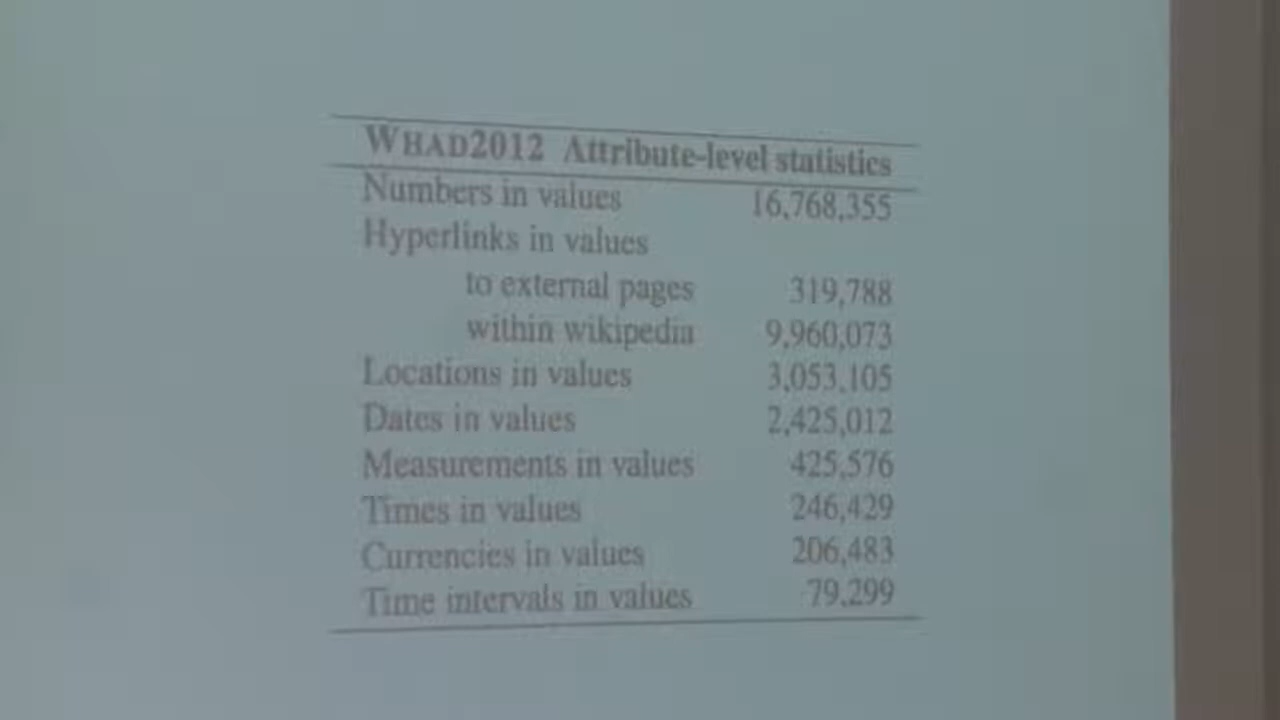 WHAD2012 Attribute-level statistics
Numbers in values 16,768,355
Hyperlinks in values
to external pages 319,788
within wikipedia 9,960,073
Locations in values 3,053,105
Dates in values 2,425,012
Measurements in values 425,576
Times in values 246,429
Currencies in values 206,483
Time intervals in values 79,299